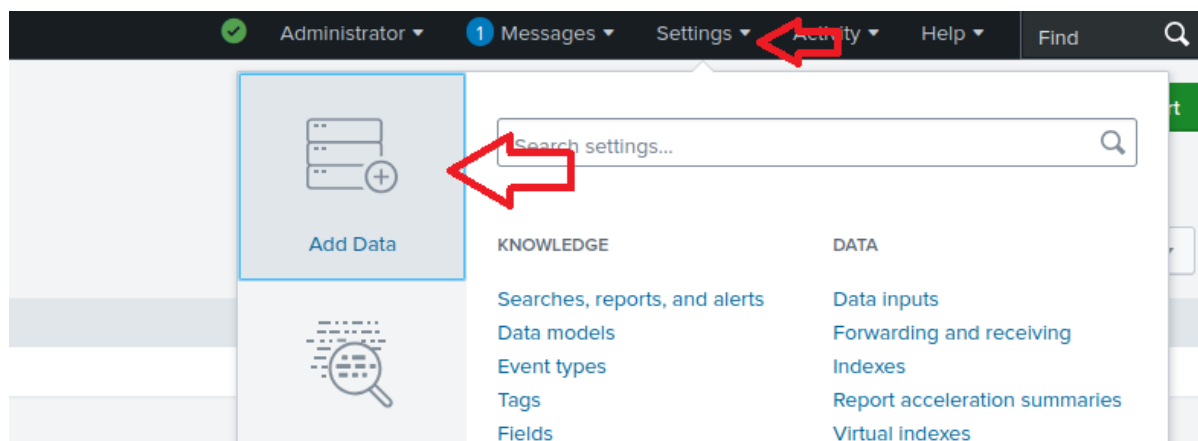 Administrator 1 Messages Settings Activity Help Find
Search settings...
Add Data
KNOWLEDGE
DATA
Searches, reports, and alerts
Data inputs
Data models
Forwarding and receiving
Event types
Indexes
Tags
Report acceleration summaries
Fields
Virtual indexes